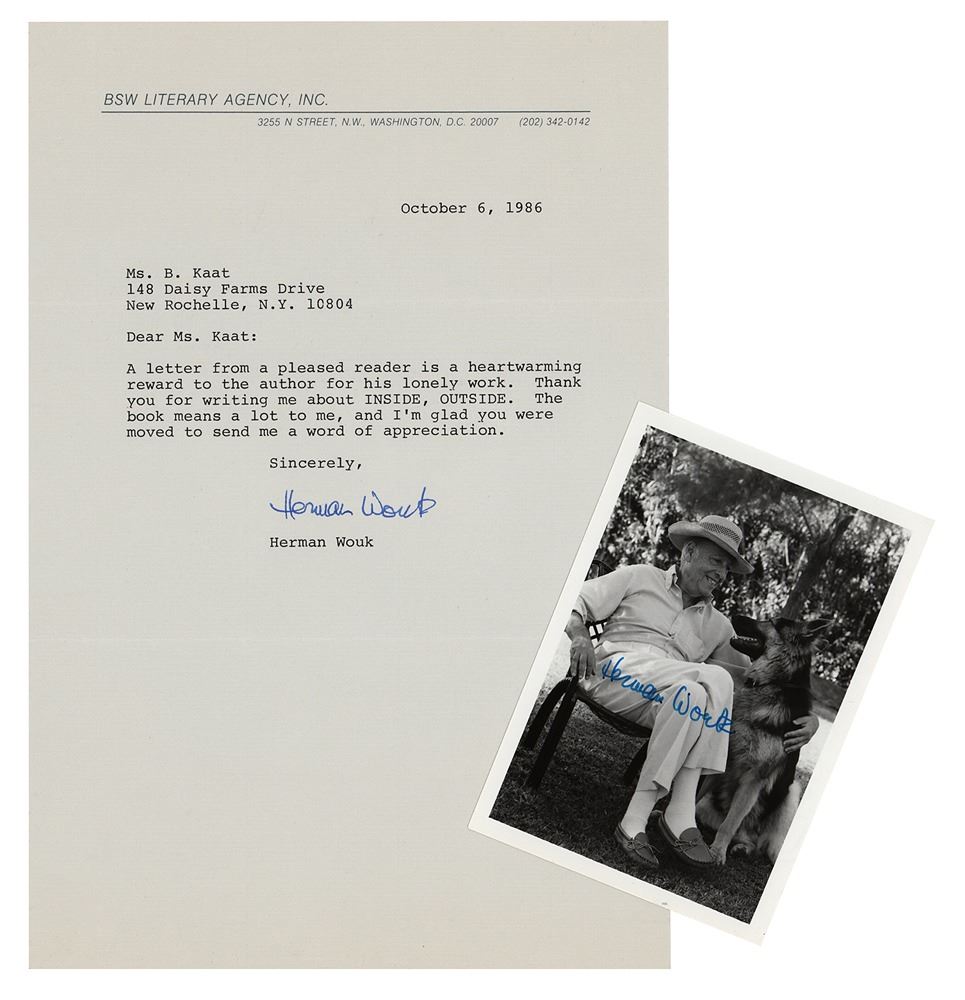 BSW LITERARY AGENCY, INC.
3255 N STREET, N.W., WASHINGTON, D.C. 20007 (202) 342-0142
October 6, 1986
Ms. B. Kaat
148 Daisy Farms Drive
New Rochelle, N.Y. 10804
Dear Ms. Kaat:
A letter from a pleased reader is a heartwarming
reward to the author for his lonely work. Thank
you for writing me about INSIDE, OUTSIDE. The
book means a lot to me, and I'm glad you were
moved to send me a word of appreciation.
Sincerely,
Herman Wouk
Herman Wouk
Herman Wouk